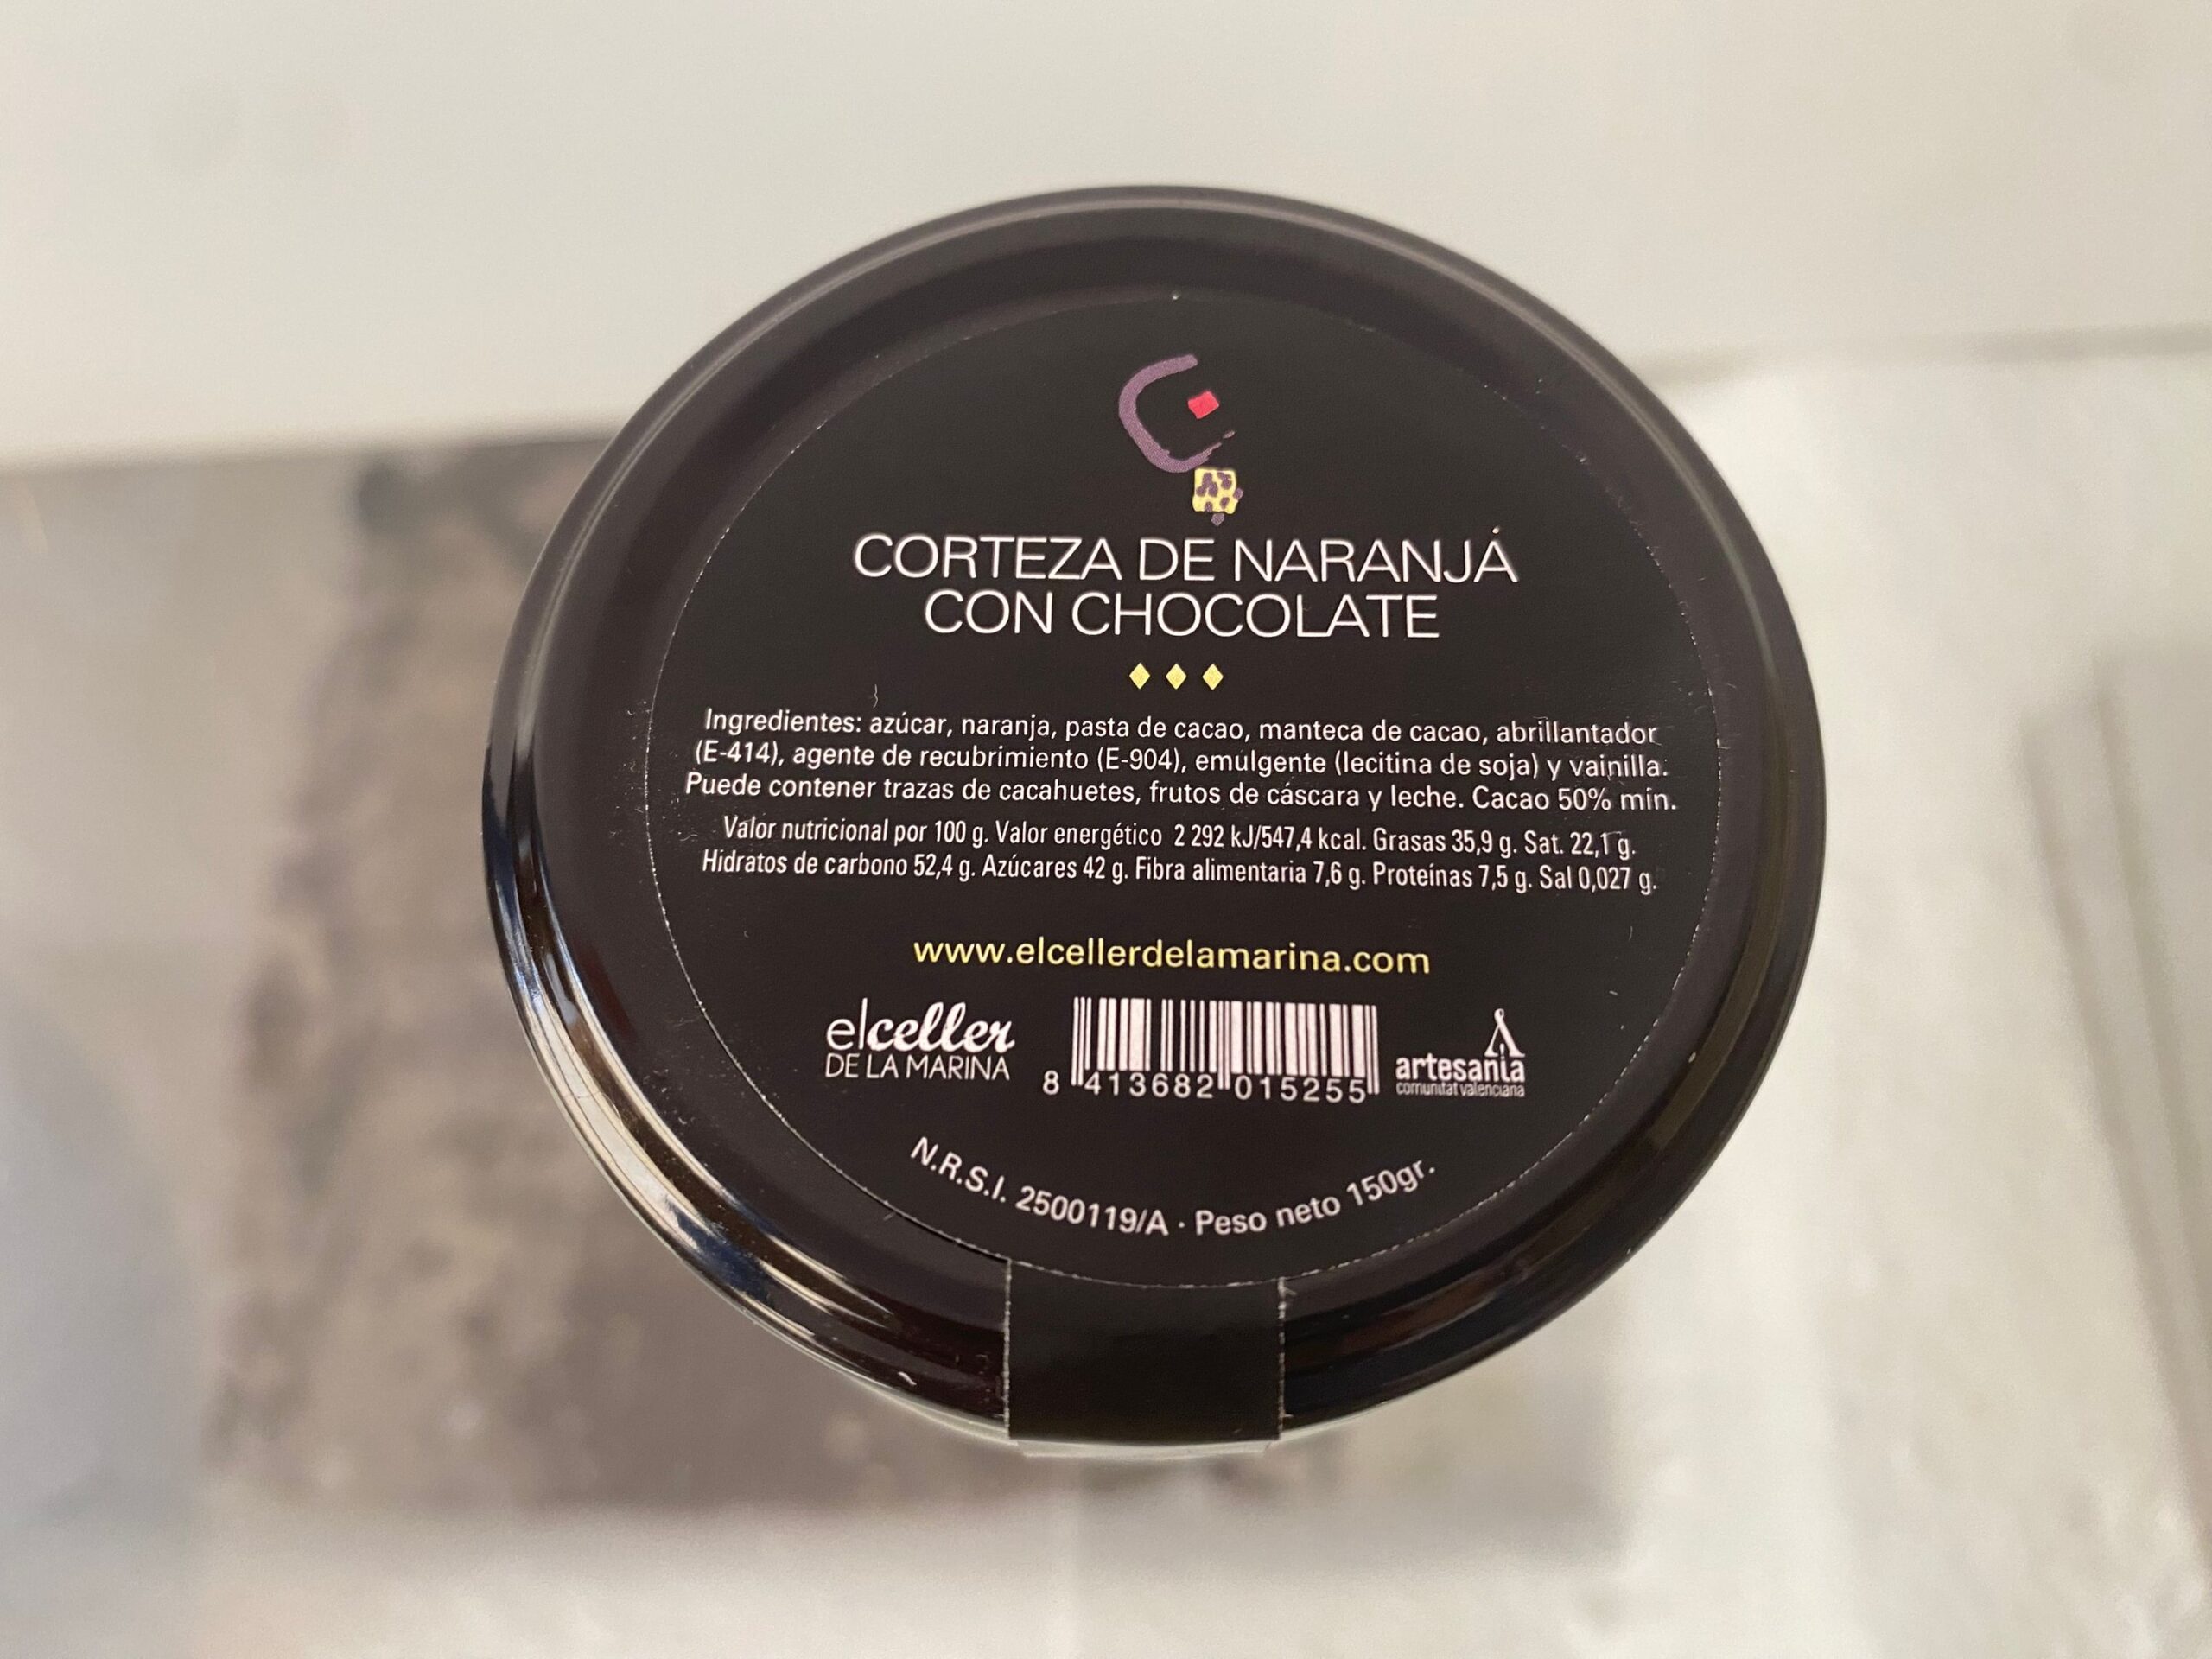 CORTEZA DE NARANJA
CON CHOCOLATE
Ingredientes: azúcar, naranja, pasta de cacao, manteca de cacao, abrillantador
(E-414), agente de recubrimiento (E-904), emulgente (lecitina de soja) y vainilla.
Puede contener trazas de cacahuetes, frutos de cáscara y leche. Cacao 50% mín.
Valor nutricional por 100 g. Valor energético 2 292 kJ/547,4 kcal. Grasas 35,9 g. Sat. 22,1 g.
Hidratos de carbono 52,4 g. Azúcares 42 g. Fibra alimentaria 7,6 g. Proteínas 7,5 g. Sal 0,027 g.
www.elcellerdelamarina.com
elceller
DE LA MARINA
8 413682 015255
artesania
comunitat valenciana
N.R.S.I. 2500119/A · Peso neto 150gr.